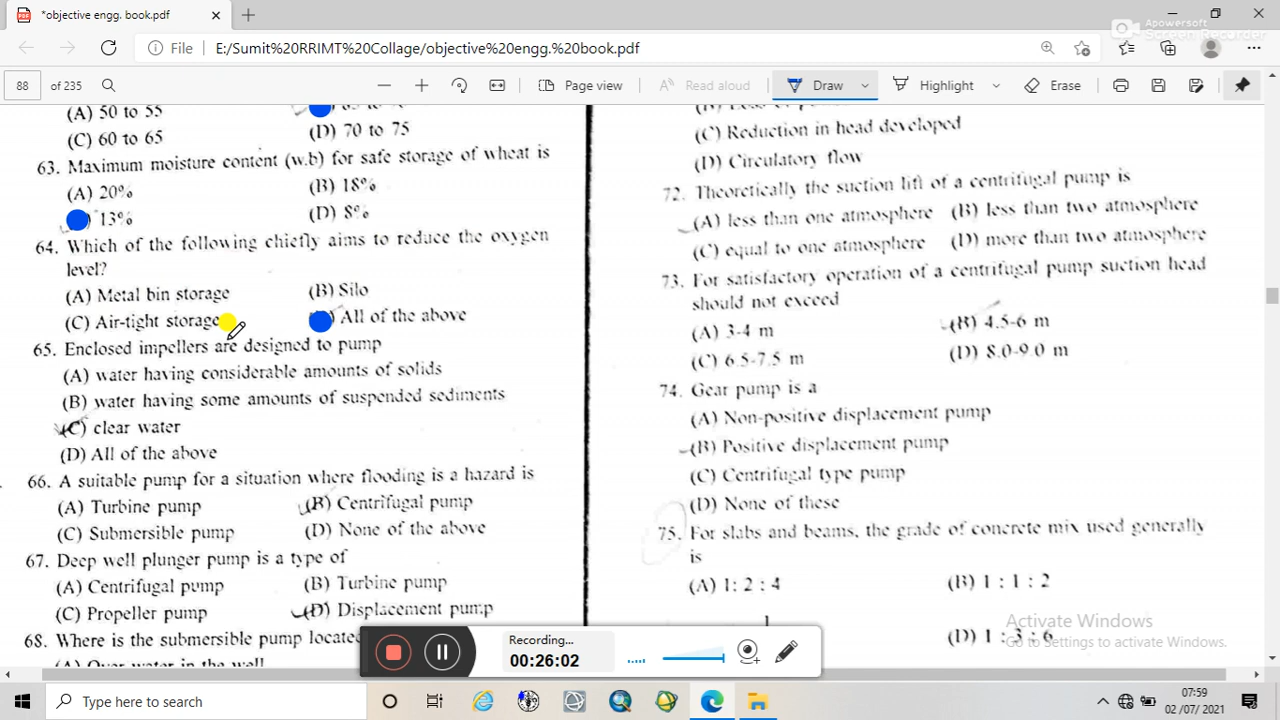 *objective engg. book.pdf
Apowersoft
Screen Recorder
File
E:/Sumit%20RRIMT%20Collage/objective%20engg.%20book.pdf
88 of 235
Page view
Read aloud
Draw
Highlight
Erase
(A) 50 to 55
(C) 60 to 65
(D) 70 to 75
63. Maximum moisture content (w.b) for safe storage of wheat is
(A) 20%
(B) 18%
13%
(D) 8%
64. Which of the following chiefly aims to reduce the oxygen
level?
(A) Metal bin storage
(B) Silo
(C) Air-tight storage
) All of the above
65. Enclosed impellers are designed to pump
(A) water having considerable amounts of solids
(B) water having some amounts of suspended sediments
(C) clear water
(D) All of the above
66. A suitable pump for a situation where flooding is a hazard is
(A) Turbine pump
(B) Centrifugal pump
(C) Submersible pump
(D) None of the above
67. Deep well plunger pump is a type of
(A) Centrifugal pump
(B) Turbine pump
(C) Propeller pump
(D) Displacement pump
68. Where is the submersible pump located
(A) Over water in the well
(C) Reduction in head developed
(D) Circulatory flow
72. Theoretically the suction lift of a centrifugal pump is
(A) less than one atmosphere
(B) less than two atmosphere
(C) equal to one atmosphere
(D) more than two atmosphere
73. For satisfactory operation of a centrifugal pump suction head
should not exceed
(A) 3-4 m
(B) 4.5-6 m
(C) 6.5-7.5 m
(D) 8.0-9.0 m
74. Gear pump is a
(A) Non-positive displacement pump
(B) Positive displacement pump
(C) Centrifugal type pump
(D) None of these
75. For slabs and beams, the grade of concrete mix used generally
is
(A) 1: 2 : 4
(B) 1 : 1 : 2
1
(D) 1 : 3 : 6
Activate Windows
Go to Settings to activate Windows.
Recording...
00:26:02
Type here to search
07:59
02/07/2021